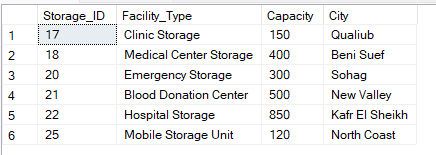 Storage_ID Facility_Type Capacity City
1 17 Clinic Storage 150 Qualiub
2 18 Medical Center Storage 400 Beni Suef
3 20 Emergency Storage 300 Sohag
4 21 Blood Donation Center 500 New Valley
5 22 Hospital Storage 850 Kafr El Sheikh
6 25 Mobile Storage Unit 120 North Coast